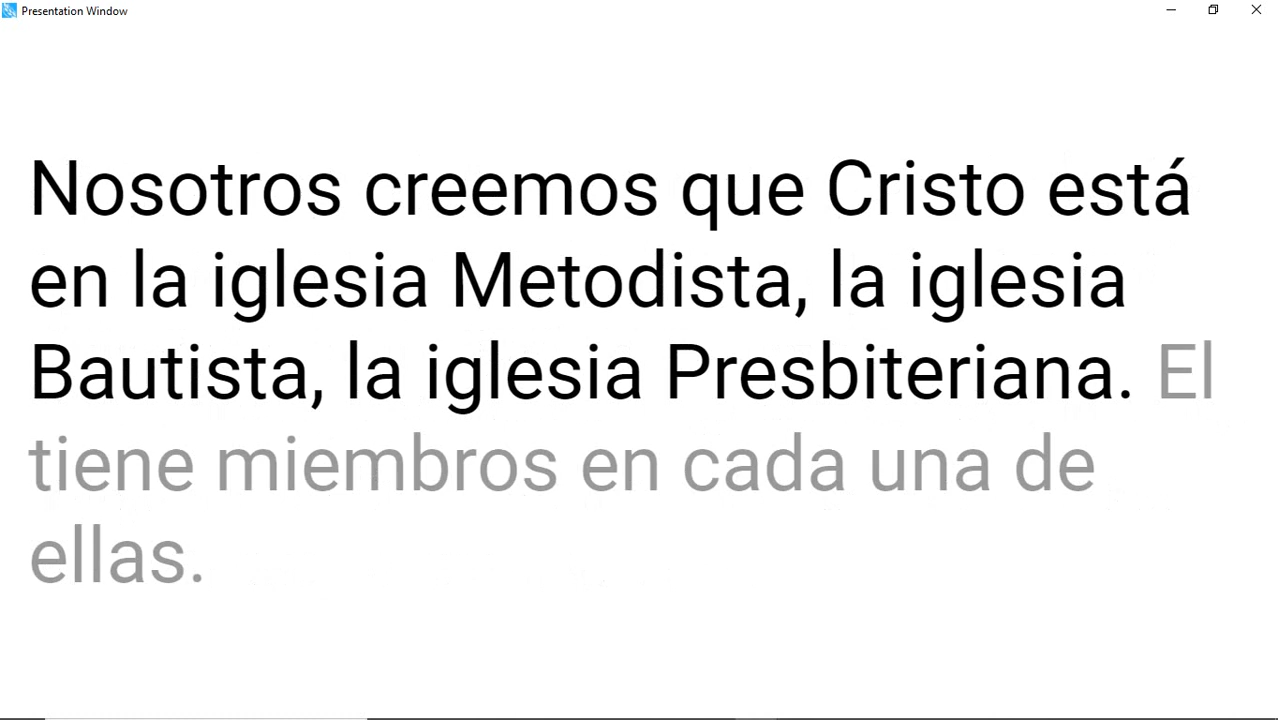 Presentation Window
Nosotros creemos que Cristo está
en la iglesia Metodista, la iglesia
Bautista, la iglesia Presbiteriana. El
tiene miembros en cada una de
ellas.